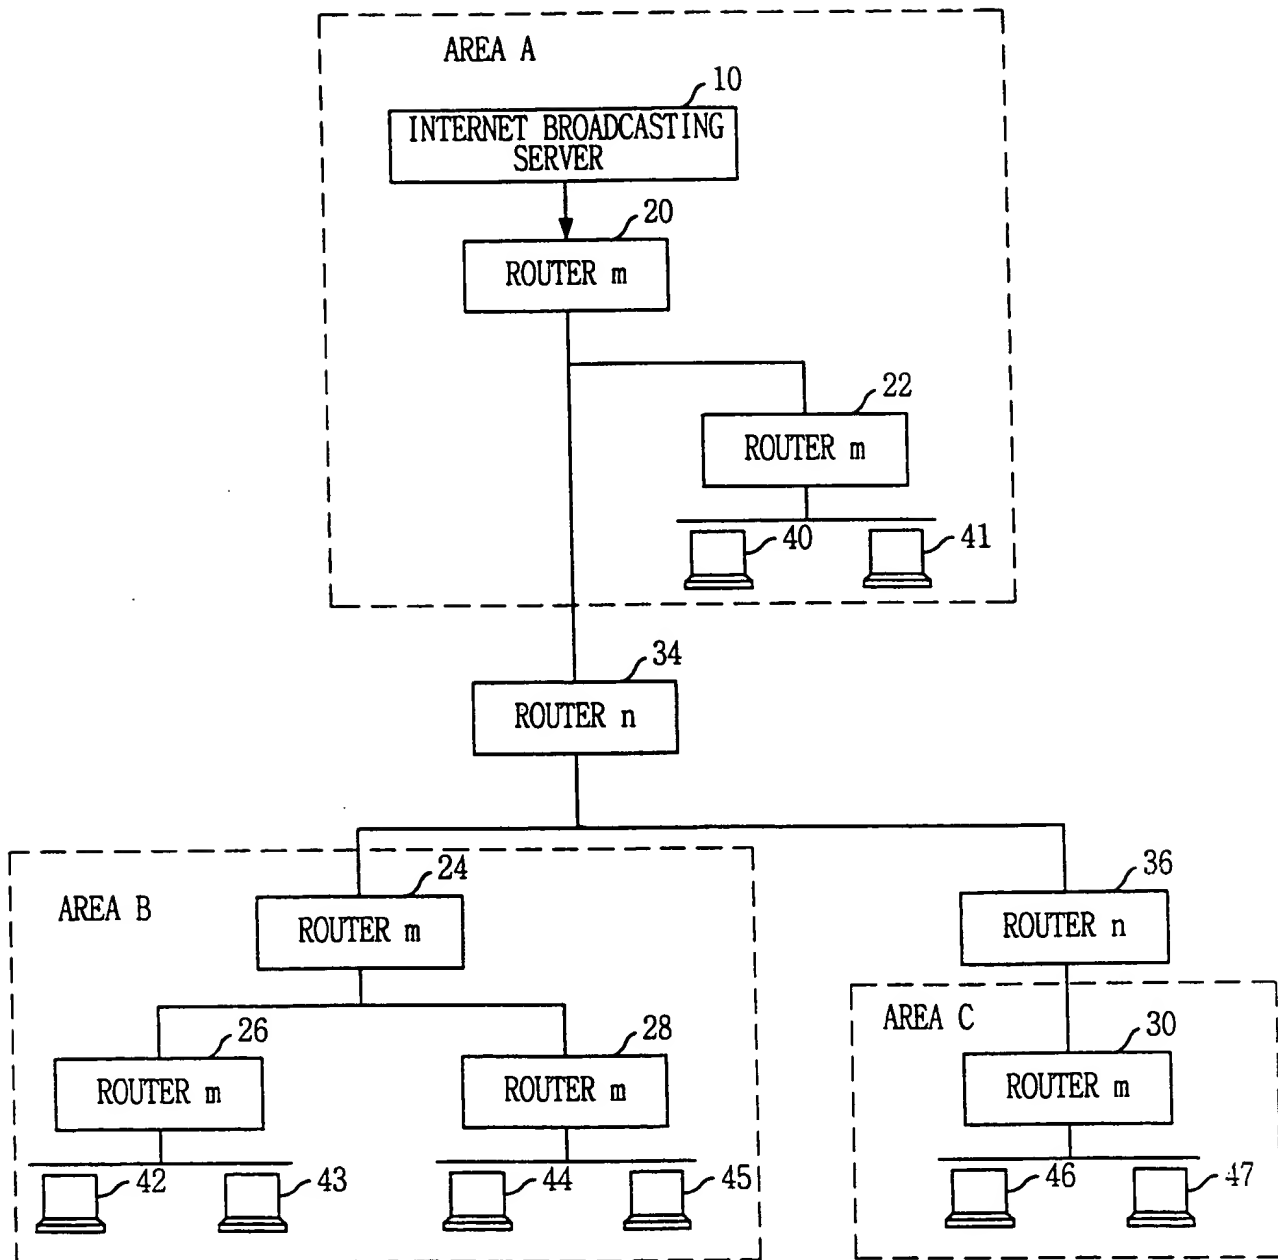 AREA A
10
INTERNET BROADCASTING
SERVER
20
ROUTER m
22
ROUTER m
40
41
34
ROUTER n
24
AREA B
ROUTER m
36
ROUTER n
26
ROUTER m
28
ROUTER m
AREA C
30
ROUTER m
42
43
44
45
46
47